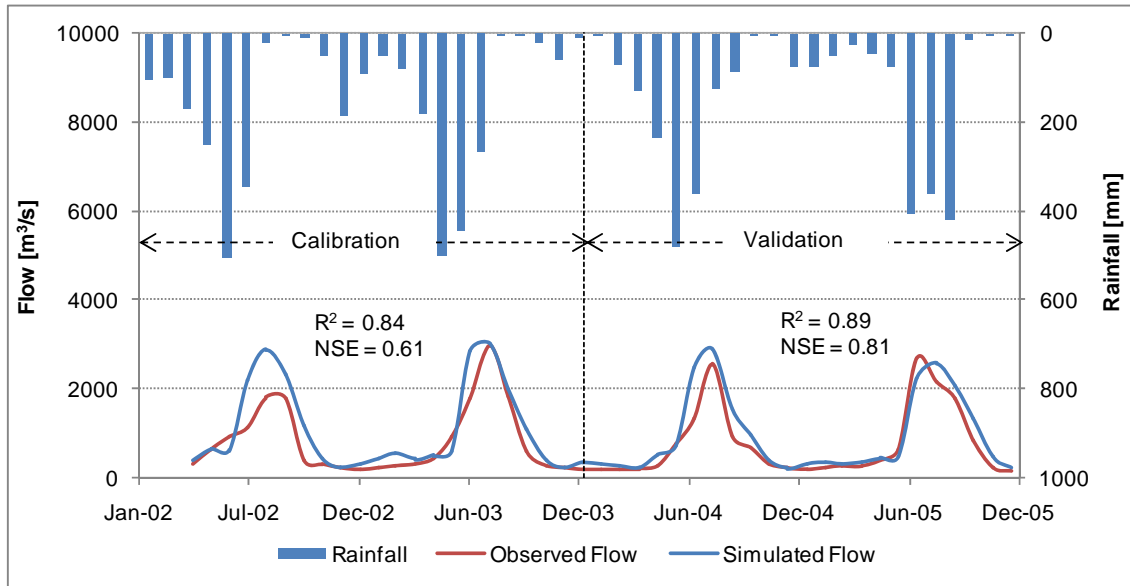 10000
8000
6000
4000
2000
0
Flow [m³/s]
0
200
400
600
800
1000
Rainfall [mm]
Calibration
Validation
R² = 0.84
NSE = 0.61
R² = 0.89
NSE = 0.81
Jan-02 Jul-02 Dec-02 Jun-03 Dec-03 Jun-04 Dec-04 Jun-05 Dec-05
Rainfall Observed Flow Simulated Flow